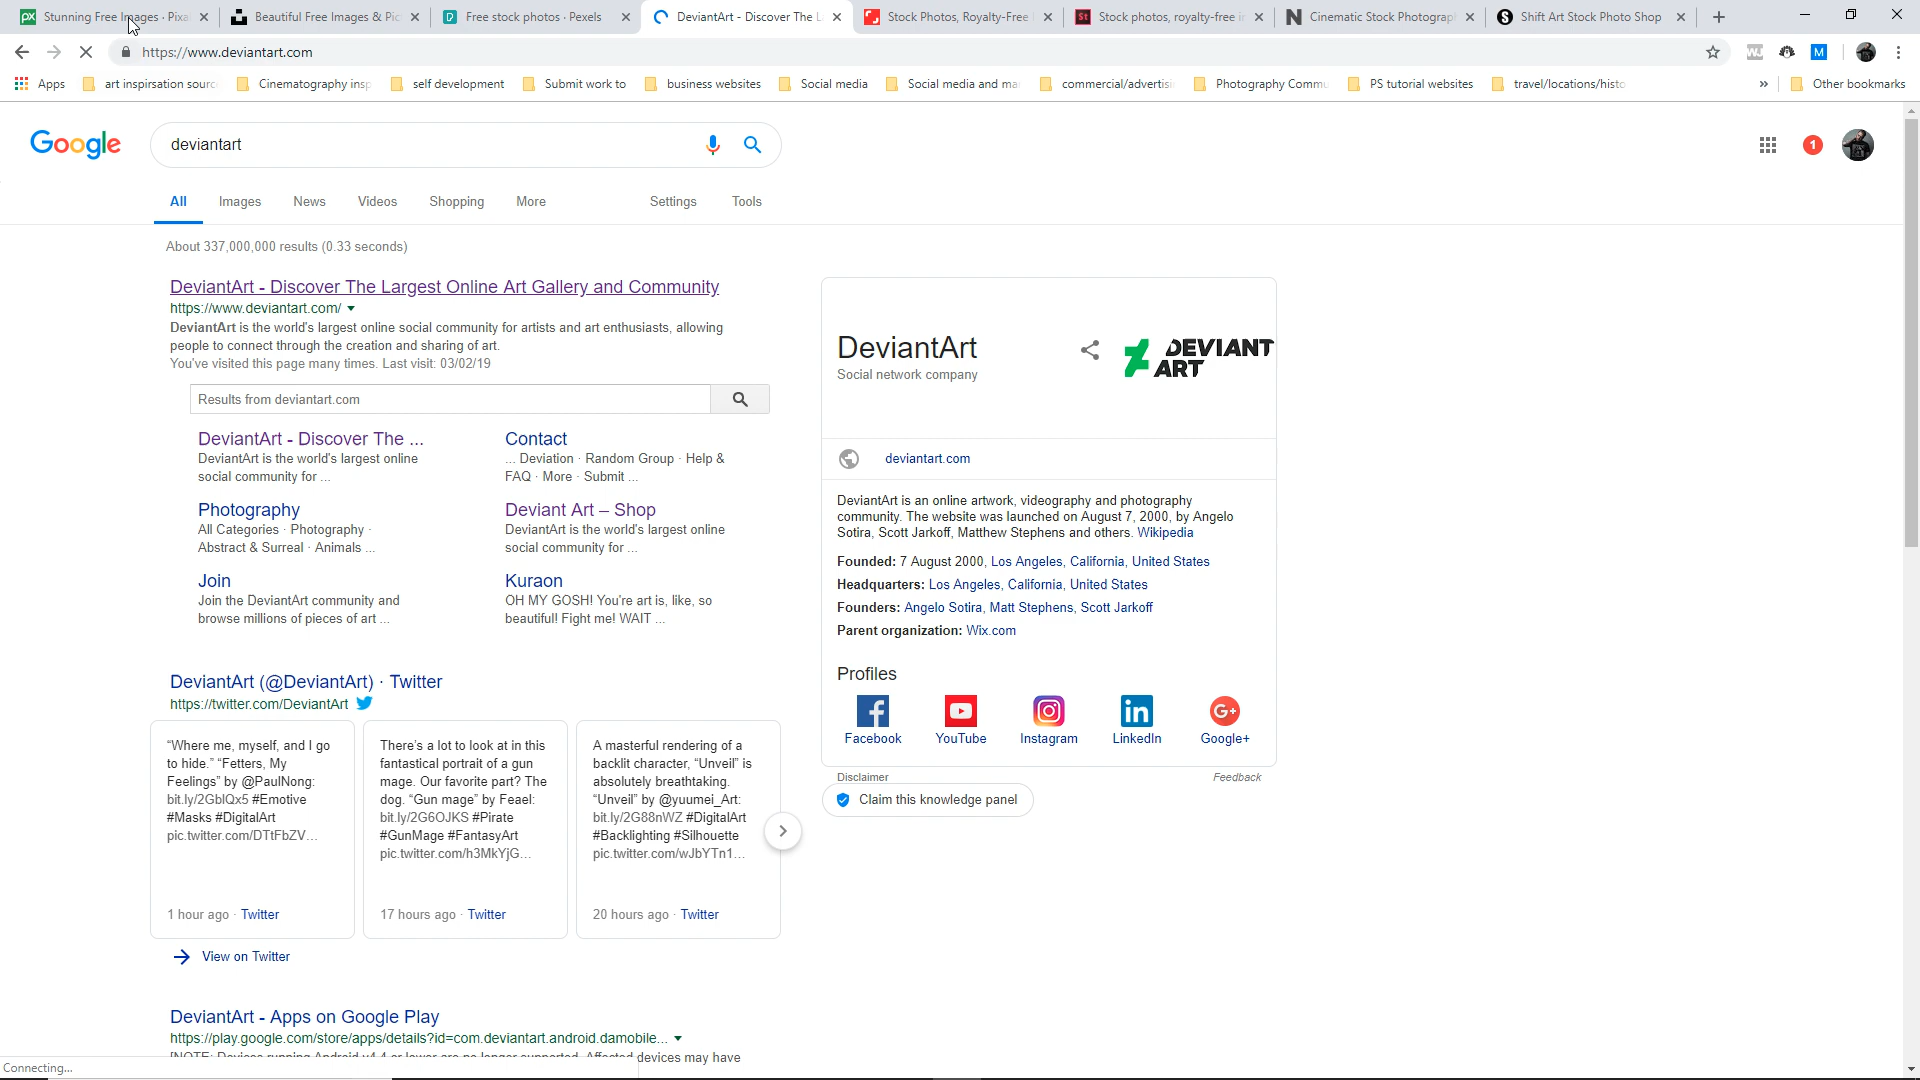 Stunning Free Images · Pixa
Beautiful Free Images & Pic
Free stock photos · Pexels
DeviantArt - Discover The L
Stock Photos, Royalty-Free
Stock photos, royalty-free i
Cinematic Stock Photograp
Shift Art Stock Photo Shop
https://www.deviantart.com
Apps
art inspirsation sourc
Cinematography insp
self development
Submit work to
business websites
Social media
Social media and ma
commercial/advertisi
Photography Commu
PS tutorial websites
travel/locations/histo
Other bookmarks
Google
deviantart
1
All Images News Videos Shopping More Settings Tools
About 337,000,000 results (0.33 seconds)
DeviantArt - Discover The Largest Online Art Gallery and Community
https://www.deviantart.com/
DeviantArt is the world's largest online social community for artists and art enthusiasts, allowing
people to connect through the creation and sharing of art.
You've visited this page many times. Last visit: 03/02/19
Results from deviantart.com
DeviantArt - Discover The ...
DeviantArt is the world's largest online
social community for ...
Contact
... Deviation · Random Group · Help &
FAQ · More · Submit ...
Photography
All Categories · Photography ·
Abstract & Surreal · Animals ...
Deviant Art – Shop
DeviantArt is the world's largest online
social community for ...
Join
Join the DeviantArt community and
browse millions of pieces of art ...
Kuraon
OH MY GOSH! You're art is, like, so
beautiful! Fight me! WAIT ...
DeviantArt (@DeviantArt) · Twitter
https://twitter.com/DeviantArt
“Where me, myself, and I go
to hide.” “Fetters, My
Feelings” by @PaulNong:
bit.ly/2GbIQx5 #Emotive
#Masks #DigitalArt
pic.twitter.com/DTtFbZV...
1 hour ago · Twitter
There's a lot to look at in this
fantastical portrait of a gun
mage. Our favorite part? The
dog. “Gun mage” by Feael:
bit.ly/2G6OJKS #Pirate
#GunMage #FantasyArt
pic.twitter.com/h3MkYjG...
17 hours ago · Twitter
A masterful rendering of a
backlit character, “Unveil” is
absolutely breathtaking.
“Unveil” by @yuumei_Art:
bit.ly/2G88nWZ #DigitalArt
#Backlighting #Silhouette
pic.twitter.com/wJbYTn1...
20 hours ago · Twitter
View on Twitter
DeviantArt - Apps on Google Play
https://play.google.com/store/apps/details?id=com.deviantart.android.damobile...
[NOTE: Devices running Android v4.4 or lower are no longer supported. Affected devices may have
Connecting...
DeviantArt
Social network company
DEVIANT
ART
deviantart.com
DeviantArt is an online artwork, videography and photography
community. The website was launched on August 7, 2000, by Angelo
Sotira, Scott Jarkoff, Matthew Stephens and others. Wikipedia
Founded: 7 August 2000, Los Angeles, California, United States
Headquarters: Los Angeles, California, United States
Founders: Angelo Sotira, Matt Stephens, Scott Jarkoff
Parent organization: Wix.com
Profiles
Facebook YouTube Instagram LinkedIn Google+
Disclaimer
Feedback
Claim this knowledge panel